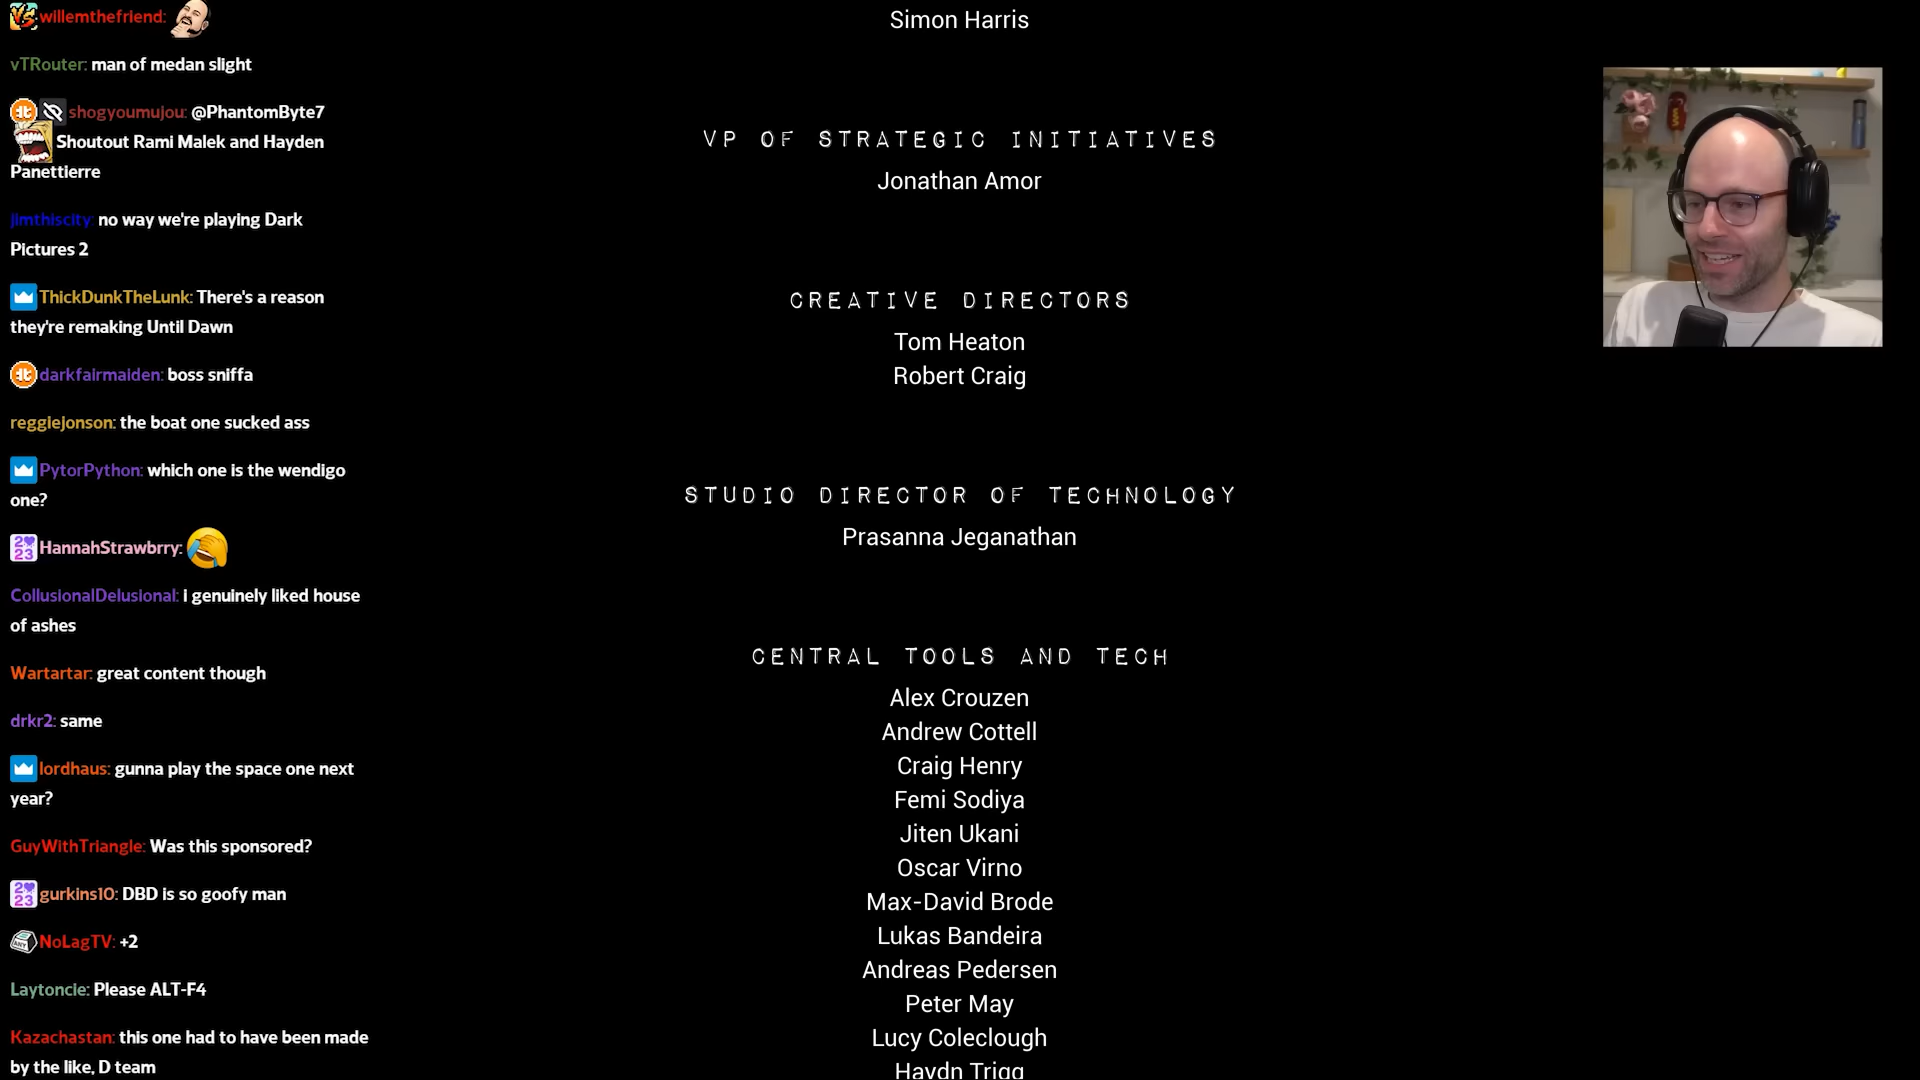 willemthefriend:
vTRouter: man of medan slight
shogyoumujou: @PhantomByte7
Shoutout Rami Malek and Hayden
Panettierre
jimthiscity: no way we're playing Dark
Pictures 2
ThickDunkTheLunk: There's a reason
they're remaking Until Dawn
darkfairmaiden: boss sniffa
reggiejonson: the boat one sucked ass
PytorPython: which one is the wendigo
one?
HannahStrawbrry:
CollusionalDelusional: i genuinely liked house
of ashes
Wartartar: great content though
drkr2: same
lordhaus: gunna play the space one next
year?
GuyWithTriangle: Was this sponsored?
gurkins10: DBD is so goofy man
NoLagTV: +2
Laytoncie: Please ALT-F4
Kazachastan: this one had to have been made
by the like, D team
Simon Harris
VP OF STRATEGIC INITIATIVES
Jonathan Amor
CREATIVE DIRECTORS
Tom Heaton
Robert Craig
STUDIO DIRECTOR OF TECHNOLOGY
Prasanna Jeganathan
CENTRAL TOOLS AND TECH
Alex Crouzen
Andrew Cottell
Craig Henry
Femi Sodiya
Jiten Ukani
Oscar Virno
Max-David Brode
Lukas Bandeira
Andreas Pedersen
Peter May
Lucy Coleclough
Haydn Trigg